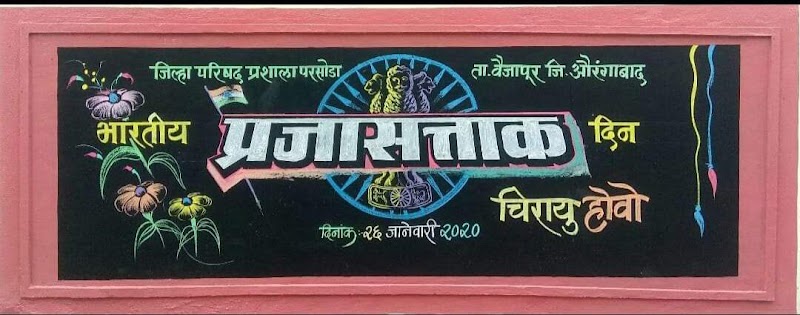 जिल्हा परिषद प्रशाला परसोडा ता. वैजापूर जि. औरंगाबाद
भारतीय प्रजासत्ताक दिन
चिरायु होवो
दिनांक:- २६ जानेवारी २०२०